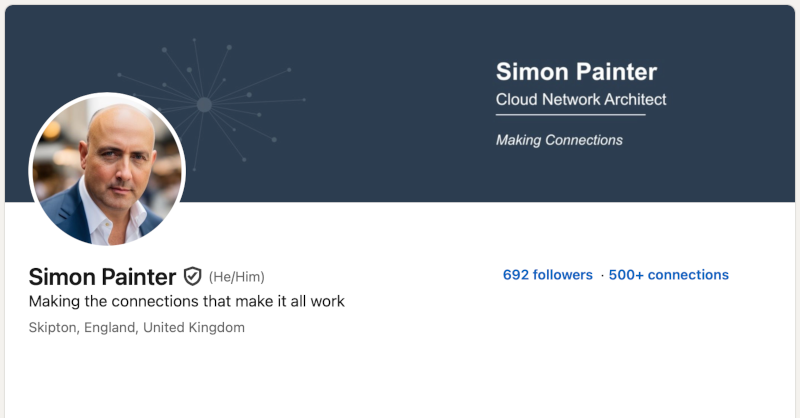 Simon Painter
Cloud Network Architect
Making Connections
Simon Painter (He/Him)
692 followers · 500+ connections
Making the connections that make it all work
Skipton, England, United Kingdom